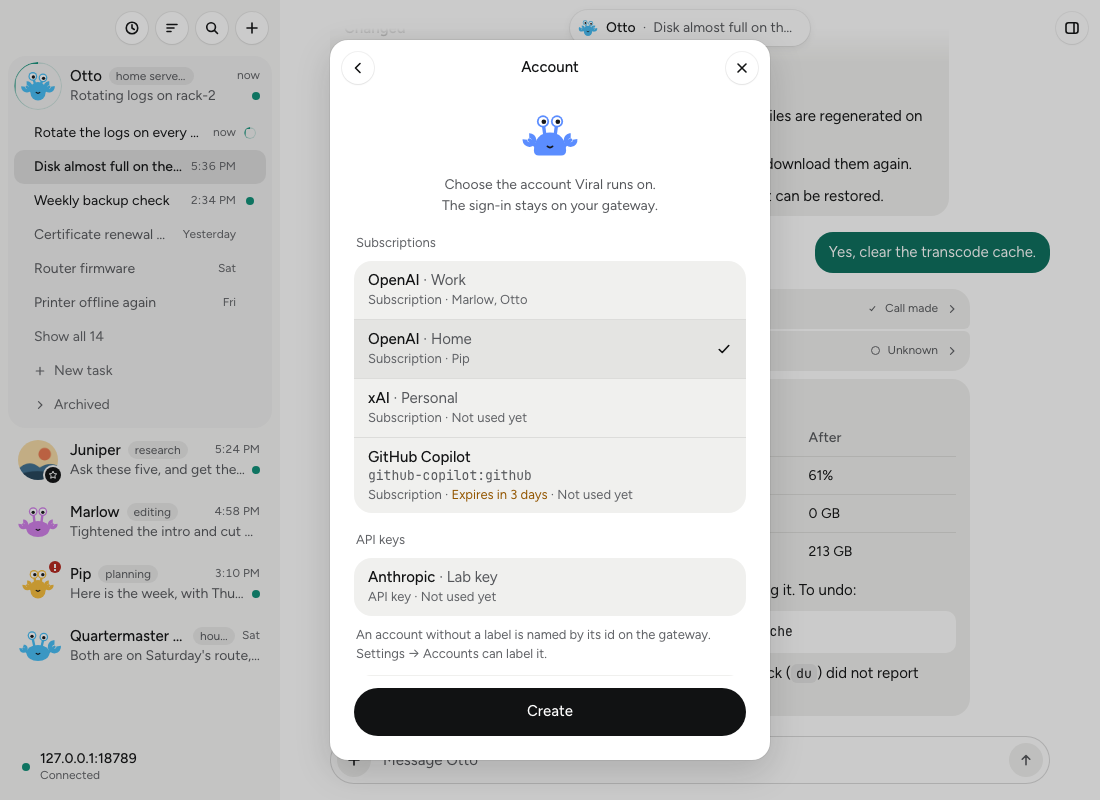 Otto home serve... now
Rotating logs on rack-2
Rotate the logs on every ... now
Disk almost full on the... 5:36 PM
Weekly backup check 2:34 PM
Certificate renewal ... Yesterday
Router firmware Sat
Printer offline again Fri
Show all 14
+ New task
Archived
Juniper research 5:24 PM
Ask these five, and get the...
Marlow editing 4:58 PM
Tightened the intro and cut ...
Pip planning 3:10 PM
Here is the week, with Thu...
Quartermaster ... hou... Sat
Both are on Saturday's route,...
127.0.0.1:18789
Connected
Changed
Otto · Disk almost full on th...
iles are regenerated on
download them again.
t can be restored.
Yes, clear the transcode cache.
Call made
Unknown
After
61%
0 GB
213 GB
g it. To undo:
che
ck (du) did not report
Message Otto
Account
Choose the account Viral runs on.
The sign-in stays on your gateway.
Subscriptions
OpenAI · Work
Subscription · Marlow, Otto
OpenAI · Home
Subscription · Pip
xAI · Personal
Subscription · Not used yet
GitHub Copilot
github-copilot:github
Subscription · Expires in 3 days · Not used yet
API keys
Anthropic · Lab key
API key · Not used yet
An account without a label is named by its id on the gateway.
Settings → Accounts can label it.
Create